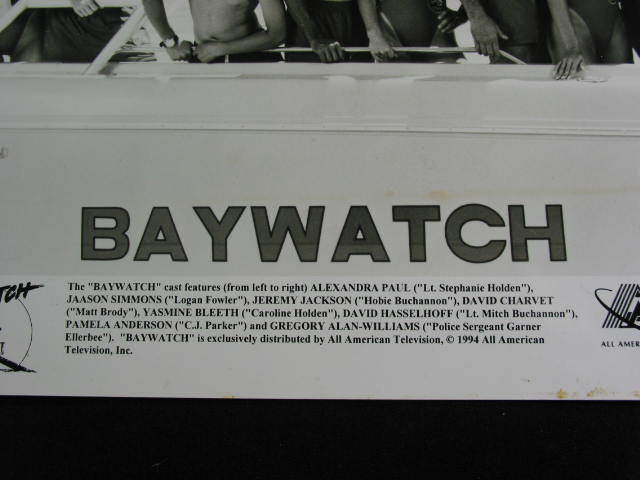 BAYWATCH
The "BAYWATCH" cast features (from left to right) ALEXANDRA PAUL ("Lt. Stephanie Holden"),
JAASON SIMMONS ("Logan Fowler"), JEREMY JACKSON ("Hobie Buchannon"), DAVID CHARVET
("Matt Brody"), YASMINE BLEETH ("Caroline Holden"), DAVID HASSELHOFF ("Lt. Mitch Buchannon"),
PAMELA ANDERSON ("C.J. Parker") and GREGORY ALAN-WILLIAMS ("Police Sergeant Garner
Ellerbee"). "BAYWATCH" is exclusively distributed by All American Television, © 1994 All American
Television, Inc.
TCH
ALL AMER